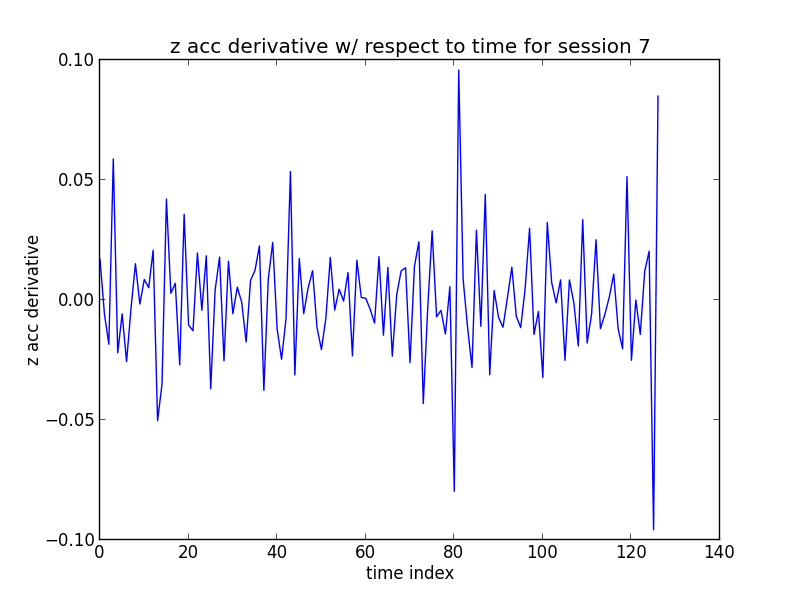 z acc derivative w/ respect to time for session 7
z acc derivative
0.10
0.05
0.00
−0.05
−0.10
0 20 40 60 80 100 120 140
time index